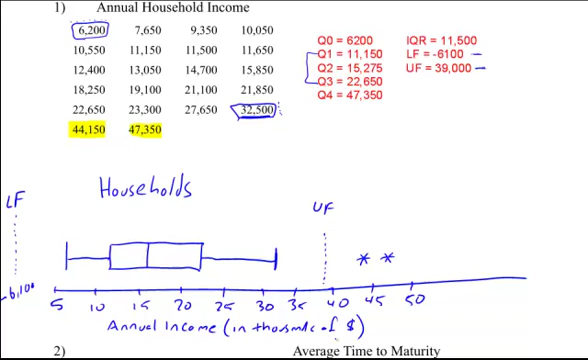 1) Annual Household Income
6,200 7,650 9,350 10,050
10,550 11,150 11,500 11,650
12,400 13,050 14,700 15,850
18,250 19,100 21,100 21,850
22,650 23,300 27,650 32,500
44,150 47,350
Q0 = 6200 IQR = 11,500
Q1 = 11,150 LF = -6100
Q2 = 15,275 UF = 39,000
Q3 = 22,650
Q4 = 47,350
Households
LF
UF
-6,100
5 10 15 20 25 30 35 40 45 50
Annual Income (in thousands of $)
2) Average Time to Maturity